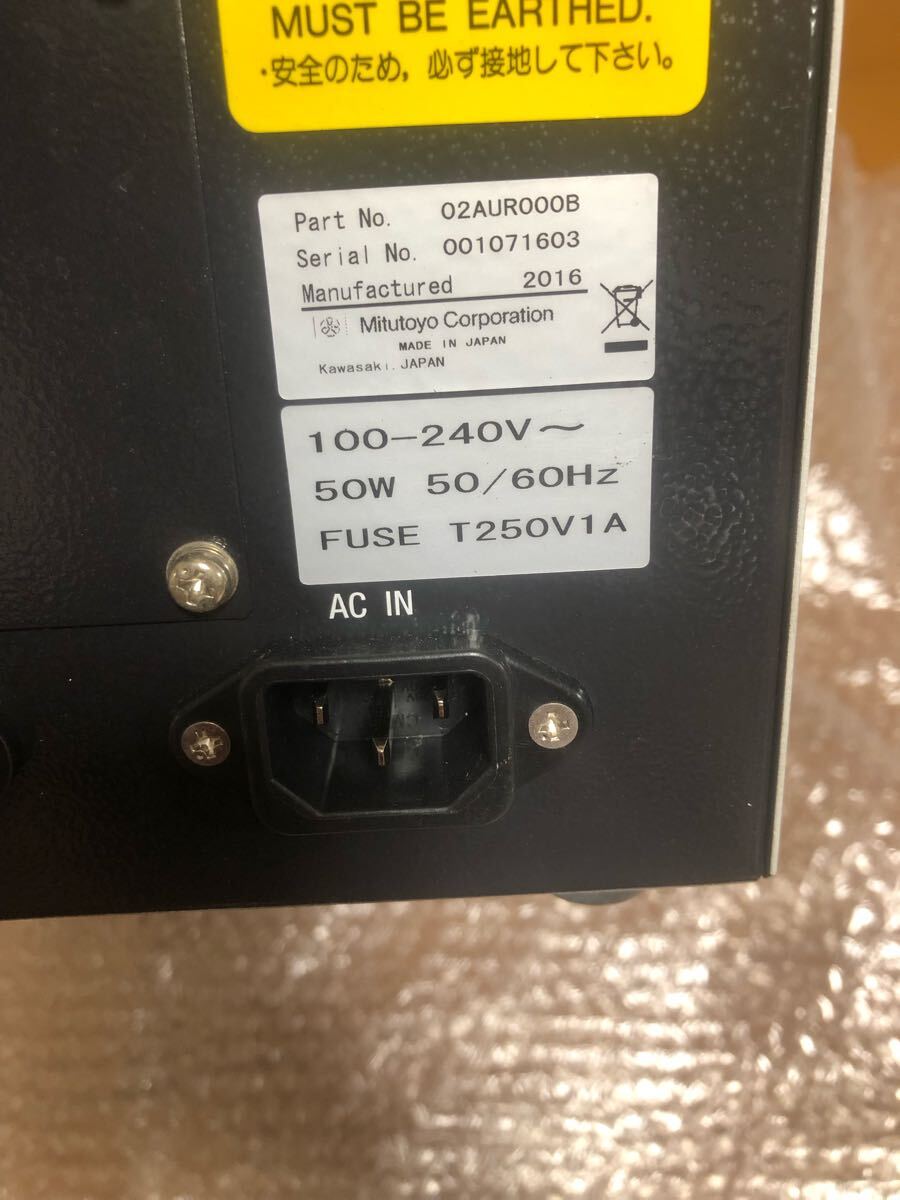 MUST BE EARTHED.
・安全のため，必ず接地して下さい。
Part No. 02AUR000B
Serial No. 001071603
Manufactured 2016
Mitutoyo Corporation
MADE IN JAPAN
Kawasaki. JAPAN
100-240V～
50W 50/60Hz
FUSE T250V1A
AC IN